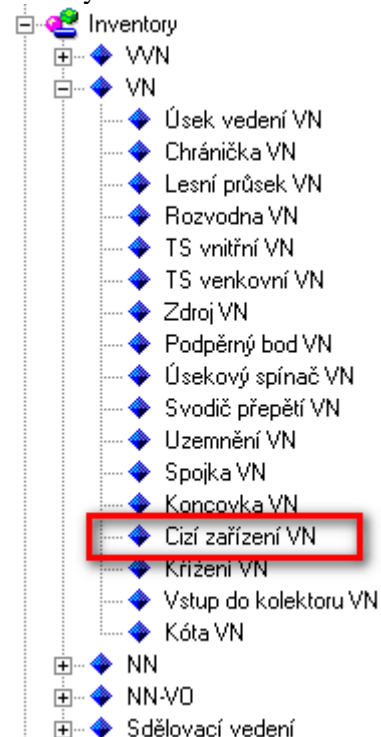 Inventory
VVN
VN
Úsek vedení VN
Chránička VN
Lesní průsek VN
Rozvodna VN
TS vnitřní VN
TS venkovní VN
Zdroj VN
Podpěrný bod VN
Úsekový spínač VN
Svodič přepětí VN
Uzemnění VN
Spojka VN
Koncovka VN
Cizí zařízení VN
Křížení VN
Vstup do kolektoru VN
Kóta VN
NN
NN-VO
Sdělovací vedení